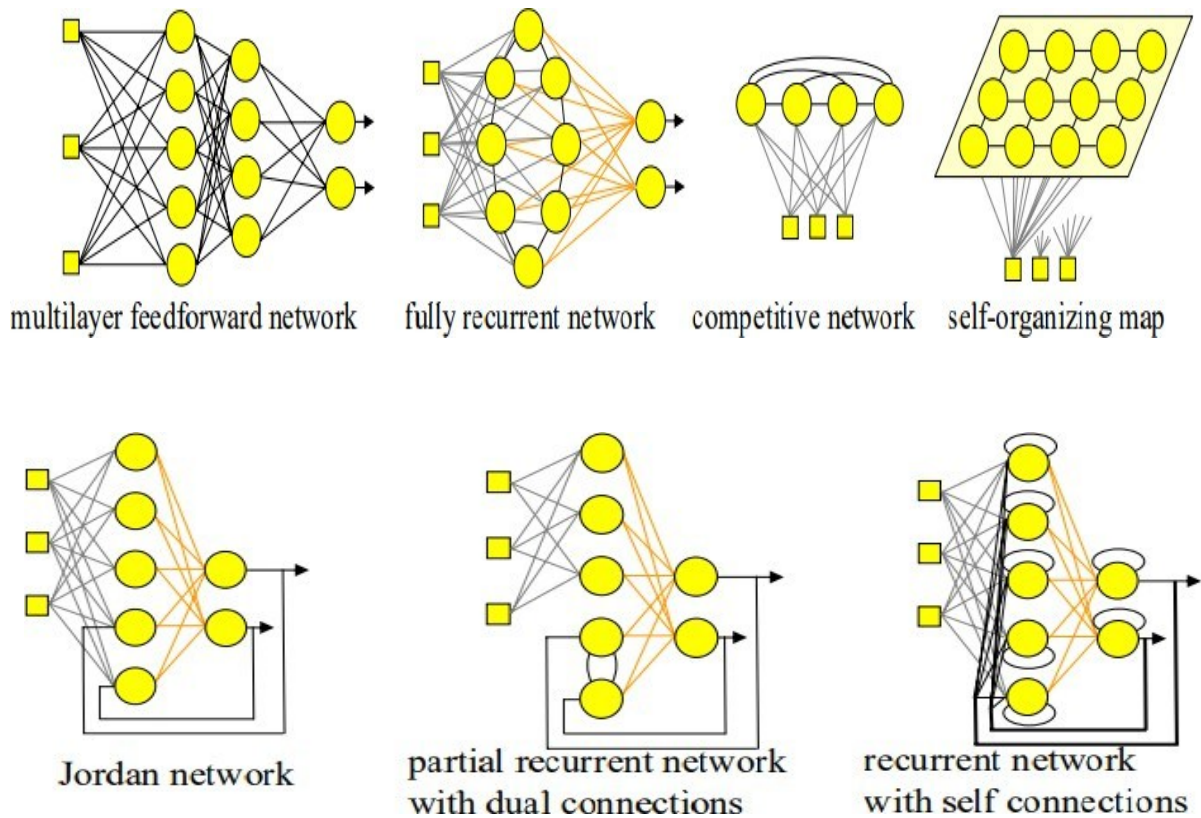 multilayer feedforward network
fully recurrent network
competitive network
self-organizing map
Jordan network
partial recurrent network
with dual connections
recurrent network
with self connections